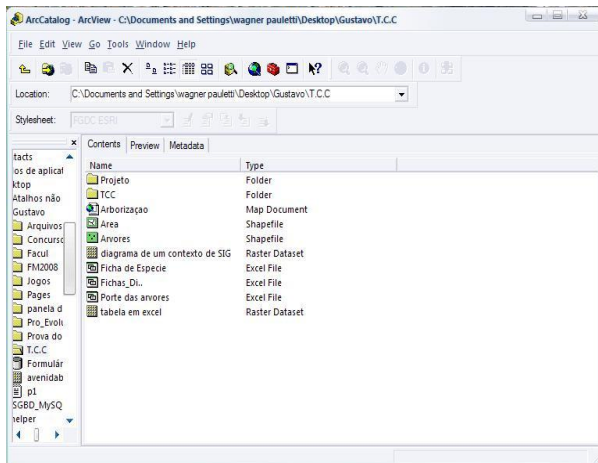 ArcCatalog - ArcView - C:\Documents and Settings\wagner pauletti\Desktop\Gustavo\T.C.C
File Edit View Go Tools Window Help
Location: C:\Documents and Settings\wagner pauletti\Desktop\Gustavo\T.C.C
Stylesheet: FGDC ESRI
Contents Preview Metadata
Name Type
Projeto Folder
TCC Folder
Arborizaçao Map Document
Area Shapefile
Arvores Shapefile
diagrama de um contexto de SIG Raster Dataset
Ficha de Especie Excel File
Fichas_Di.. Excel File
Porte das arvores Excel File
tabela em excel Raster Dataset
tacts
os de aplicat
ktop
Atalhos não
Gustavo
Arquivos
Concurso
Facul
FM2008
Jogos
Pages
panela d
Pro_Evolu
Prova do
T.C.C
Formulár
avenidab
p1
SGBD_MySQ
helper